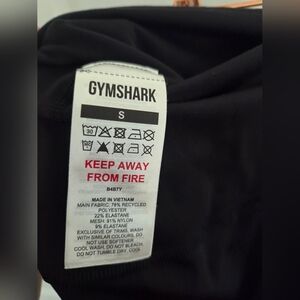 GYMSHARK
S
30
KEEP AWAY
FROM FIRE
B4B7Y
MADE IN VIETNAM
MAIN FABRIC: 78% RECYCLED
POLYESTER
22% ELASTANE
MESH: 91% NYLON
9% ELASTANE
EXCLUSIVE OF TRIMS. WASH
WITH SIMILAR COLOURS. DO
NOT USE SOFTENER
COOL WASH, DO NOT BLEACH,
DO NOT TUMBLE DRY. COOL